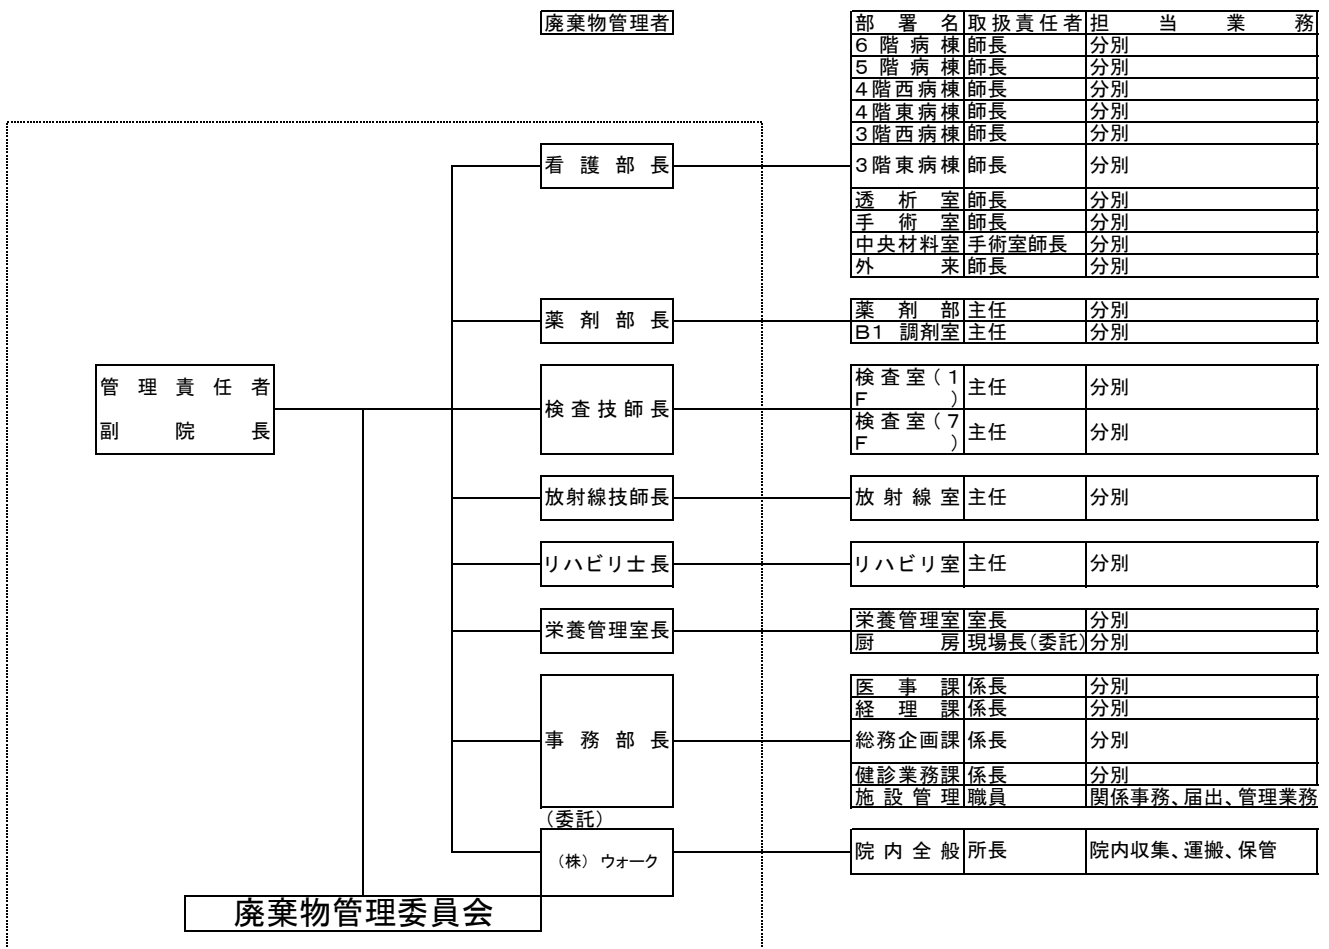 廃棄物管理者
部署名 取扱責任者 担当業務
6階病棟 師長 分別
5階病棟 師長 分別
4階西病棟 師長 分別
4階東病棟 師長 分別
3階西病棟 師長 分別
看護部長
3階東病棟 師長 分別
透析室 師長 分別
手術室 師長 分別
中央材料室 手術室師長 分別
外来 師長 分別
薬剤部長
薬剤部 主任 分別
B1 調剤室 主任 分別
管理責任者
副院長
検査技師長
検査室(1
F)
主任 分別
検査室(7
F)
主任 分別
放射線技師長
放射線室 主任 分別
リハビリ士長
リハビリ室 主任 分別
栄養管理室長
栄養管理室 室長 分別
厨房 現場長(委託) 分別
事務部長
医事課 係長 分別
経理課 係長 分別
総務企画課 係長 分別
健診業務課 係長 分別
施設管理 職員 関係事務、届出、管理業務
(委託)
(株) ウォーク
院内全般 所長 院内収集、運搬、保管
廃棄物管理委員会